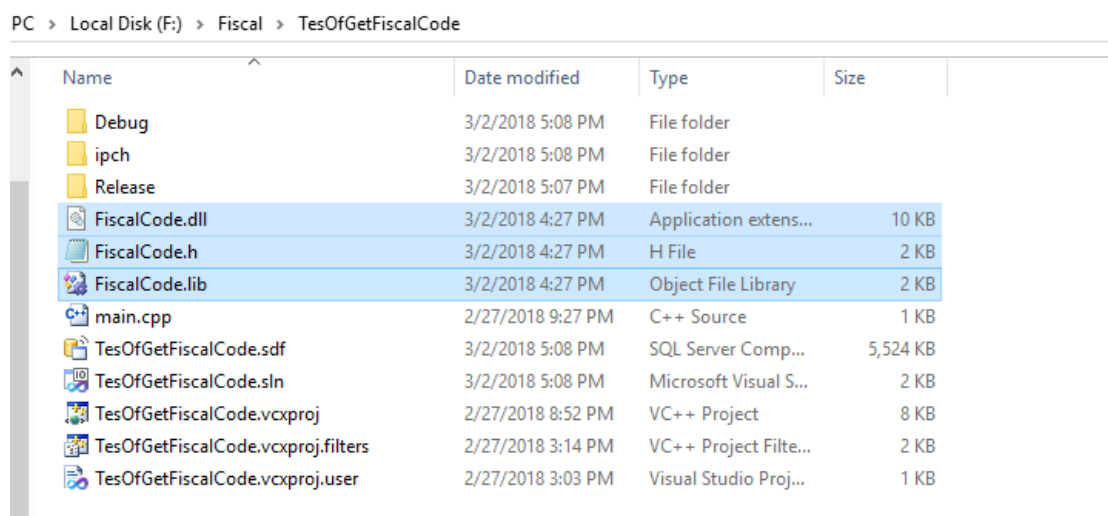 PC > Local Disk (F:) > Fiscal > TesOfGetFiscalCode
Name Date modified Type Size
Debug 3/2/2018 5:08 PM File folder
ipch 3/2/2018 5:08 PM File folder
Release 3/2/2018 5:07 PM File folder
FiscalCode.dll 3/2/2018 4:27 PM Application extens... 10 KB
FiscalCode.h 3/2/2018 4:27 PM H File 2 KB
FiscalCode.lib 3/2/2018 4:27 PM Object File Library 2 KB
main.cpp 2/27/2018 9:27 PM C++ Source 1 KB
TesOfGetFiscalCode.sdf 3/2/2018 5:08 PM SQL Server Comp... 5,524 KB
TesOfGetFiscalCode.sln 3/2/2018 5:08 PM Microsoft Visual S... 2 KB
TesOfGetFiscalCode.vcxproj 2/27/2018 8:52 PM VC++ Project 8 KB
TesOfGetFiscalCode.vcxproj.filters 2/27/2018 3:14 PM VC++ Project Filte... 2 KB
TesOfGetFiscalCode.vcxproj.user 2/27/2018 3:03 PM Visual Studio Proj... 1 KB